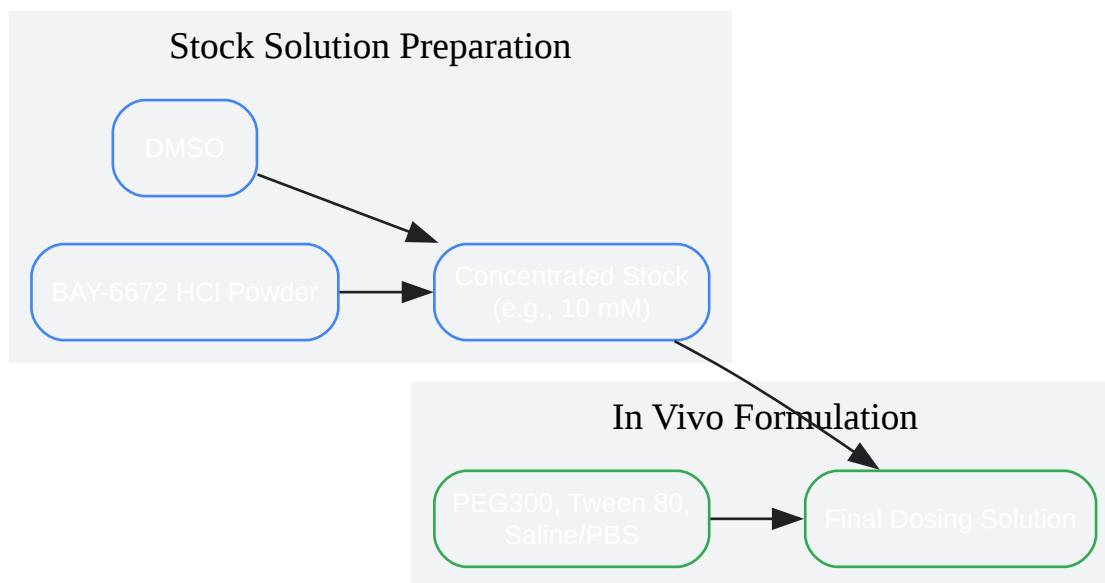 Stock Solution Preparation
DMSO
BAY-6672 HCl Powder
Concentrated Stock
(e.g., 10 mM)
In Vivo Formulation
PEG300, Tween 80,
Saline/PBS
Final Dosing Solution